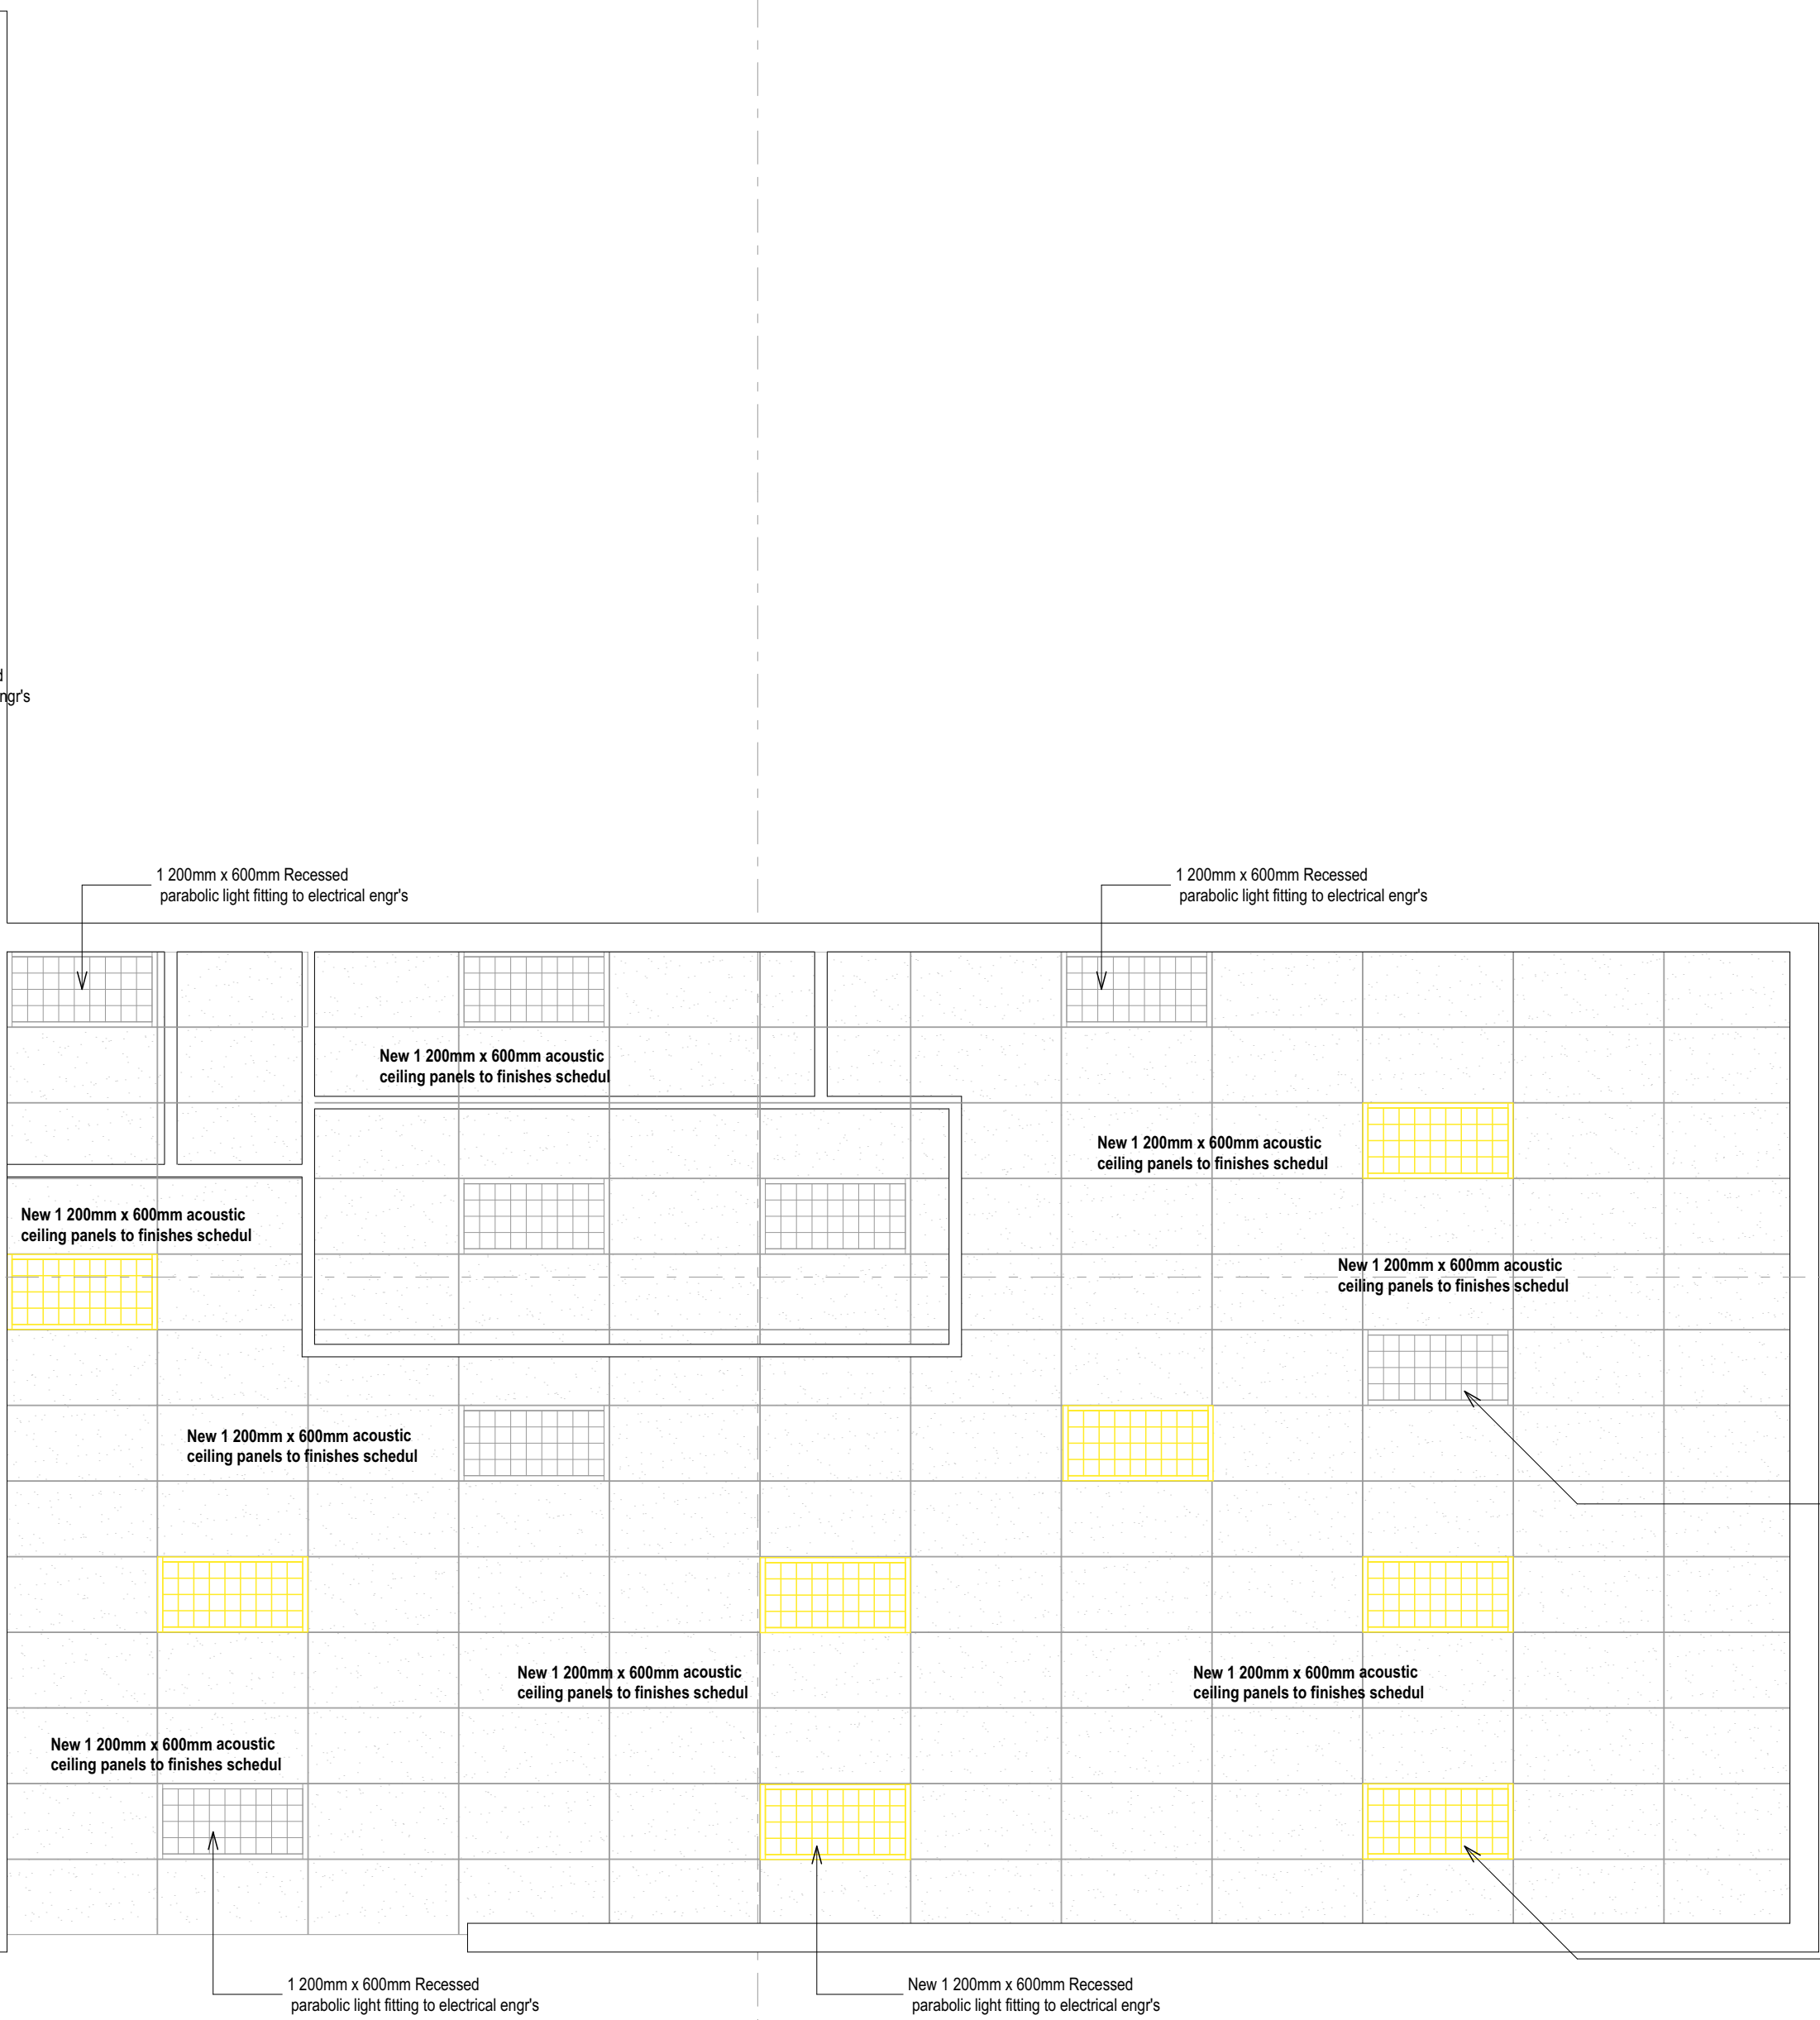 ngr's
1 200mm x 600mm Recessed
parabolic light fitting to electrical engr's
1 200mm x 600mm Recessed
parabolic light fitting to electrical engr's
New 1 200mm x 600mm acoustic
ceiling panels to finishes schedul
New 1 200mm x 600mm acoustic
ceiling panels to finishes schedul
New 1 200mm x 600mm acoustic
ceiling panels to finishes schedul
New 1 200mm x 600mm acoustic
ceiling panels to finishes schedul
New 1 200mm x 600mm acoustic
ceiling panels to finishes schedul
New 1 200mm x 600mm acoustic
ceiling panels to finishes schedul
New 1 200mm x 600mm acoustic
ceiling panels to finishes schedul
New 1 200mm x 600mm acoustic
ceiling panels to finishes schedul
1 200mm x 600mm Recessed
parabolic light fitting to electrical engr's
New 1 200mm x 600mm Recessed
parabolic light fitting to electrical engr's